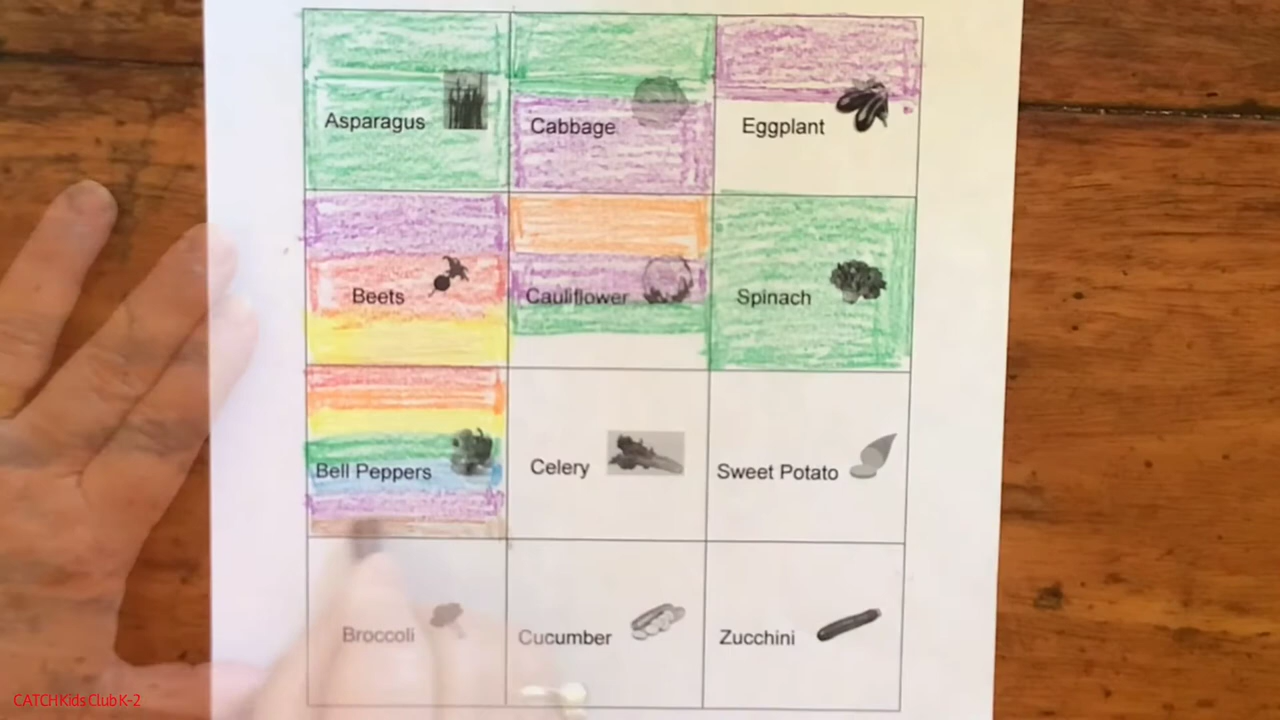 Asparagus
Cabbage
Eggplant
Beets
Cauliflower
Spinach
Bell Peppers
Celery
Sweet Potato
Broccoli
Cucumber
Zucchini
CATCH Kids Club K-2